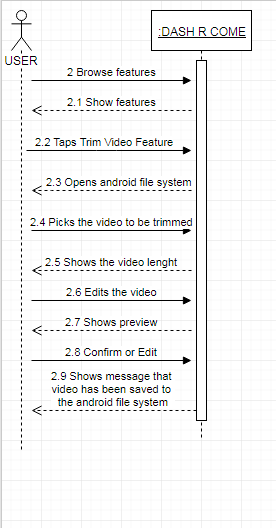 :DASH R COME
USER
2 Browse features
2.1 Show features
2.2 Taps Trim Video Feature
2.3 Opens android file system
2.4 Picks the video to be trimmed
2.5 Shows the video lenght
2.6 Edits the video
2.7 Shows preview
2.8 Confirm or Edit
2.9 Shows message that
video has been saved to
the android file system